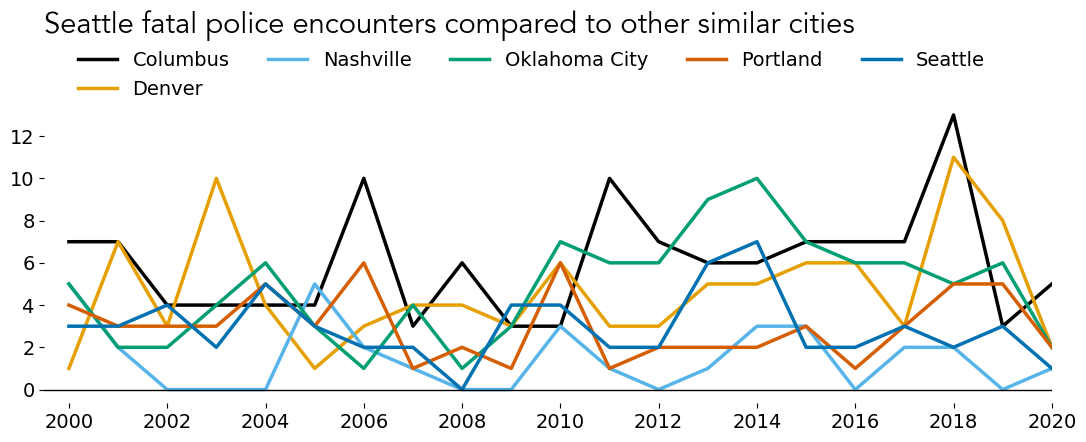 Seattle fatal police encounters compared to other similar cities
Columbus Nashville Oklahoma City Portland Seattle
Denver
12
10
8
6
4
2
0
2000 2002 2004 2006 2008 2010 2012 2014 2016 2018 2020